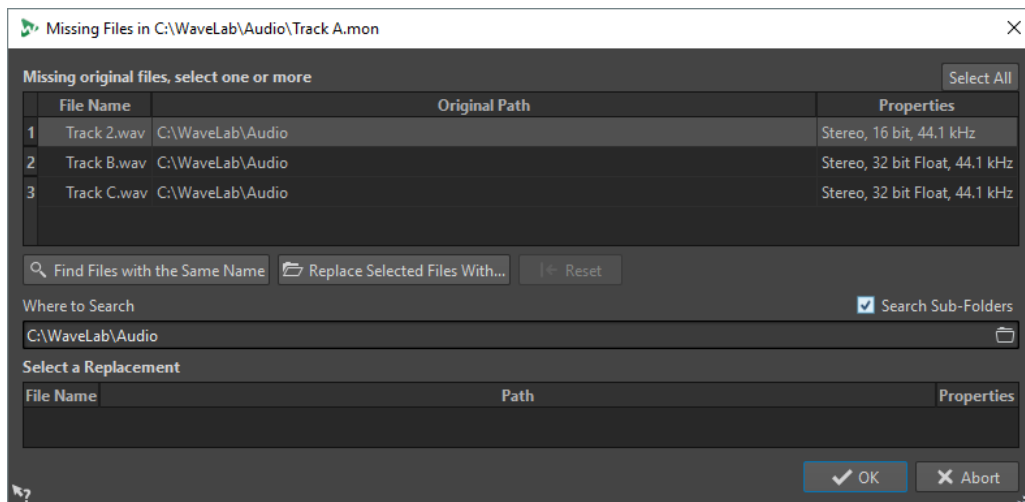 Missing Files in C:\WaveLab\Audio\Track A.mon
Missing original files, select one or more Select All
File Name Original Path Properties
1 Track 2.wav C:\WaveLab\Audio Stereo, 16 bit, 44.1 kHz
2 Track B.wav C:\WaveLab\Audio Stereo, 32 bit Float, 44.1 kHz
3 Track C.wav C:\WaveLab\Audio Stereo, 32 bit Float, 44.1 kHz
Find Files with the Same Name Replace Selected Files With... Reset
Where to Search Search Sub-Folders
C:\WaveLab\Audio
Select a Replacement
File Name Path Properties
OK Abort
?